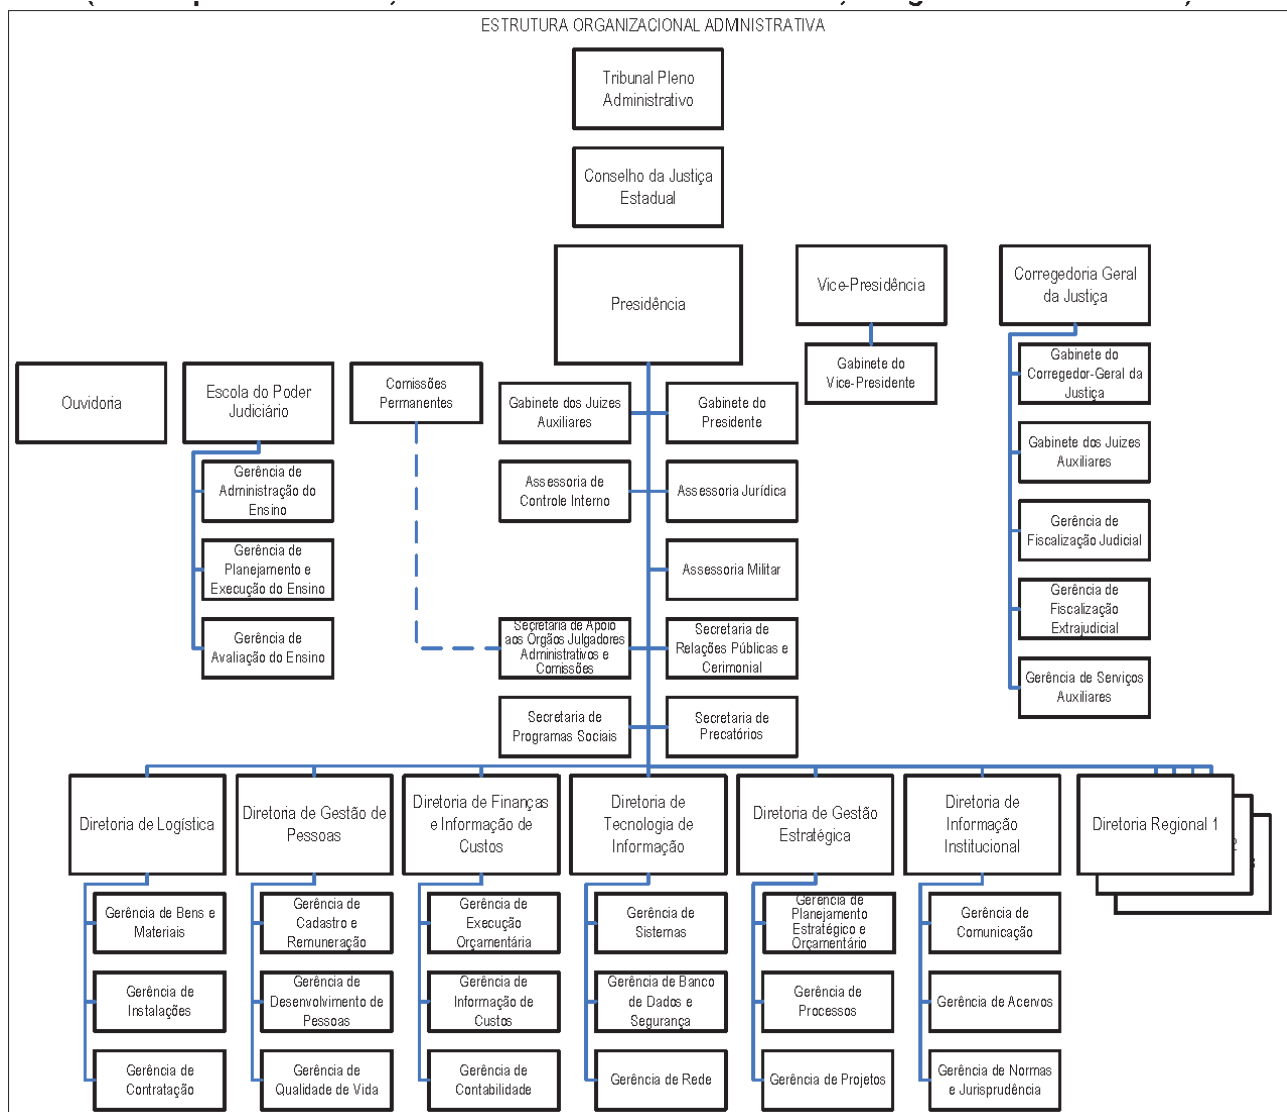 ESTRUTURA ORGANIZACIONAL ADMINISTRATIVA
Tribunal Pleno
Administrativo
Conselho da Justiça
Estadual
Presidência
Vice-Presidência
Corregedoria Geral
da Justiça
Gabinete do
Vice-Presidente
Ouvidoria
Escola do Poder
Judiciário
Comissões
Permanentes
Gerência de
Administração do
Ensino
Gerência de
Planejamento e
Execução do Ensino
Gerência de
Avaliação do Ensino
Gabinete dos Juizes
Auxiliares
Gabinete do
Presidente
Assessoria de
Controle Interno
Assessoria Jurídica
Assessoria Militar
Secretaria de Apoio
aos Órgãos Julgadores
Administrativos e
Comissões
Secretaria de
Relações Públicas e
Cerimonial
Secretaria de
Programas Sociais
Secretaria de
Precatórios
Gabinete do
Corregedor-Geral da
Justiça
Gabinete dos Juízes
Auxiliares
Gerência de
Fiscalização Judicial
Gerência de
Fiscalização
Extrajudicial
Gerência de Serviços
Auxiliares
Diretoria de Logística
Diretoria de Gestão de
Pessoas
Diretoria de Finanças
e Informação de
Custos
Diretoria de
Tecnologia de
Informação
Diretoria de Gestão
Estratégica
Diretoria de
Informação
Institucional
Diretoria Regional 1
2
Gerência de Bens e
Materiais
Gerência de
Instalações
Gerência de
Contratação
Gerência de
Cadastro e
Remuneração
Gerência de
Desenvolvimento de
Pessoas
Gerência de
Qualidade de Vida
Gerência de
Execução
Orçamentária
Gerência de
Informação de
Custos
Gerência de
Contabilidade
Gerência de
Sistemas
Gerência de Banco
de Dados e
Segurança
Gerência de Rede
Gerência de
Planejamento
Estratégico e
Orçamentário
Gerência de
Processos
Gerência de Projetos
Gerência de
Comunicação
Gerência de Acervos
Gerência de Normas
e Jurisprudência